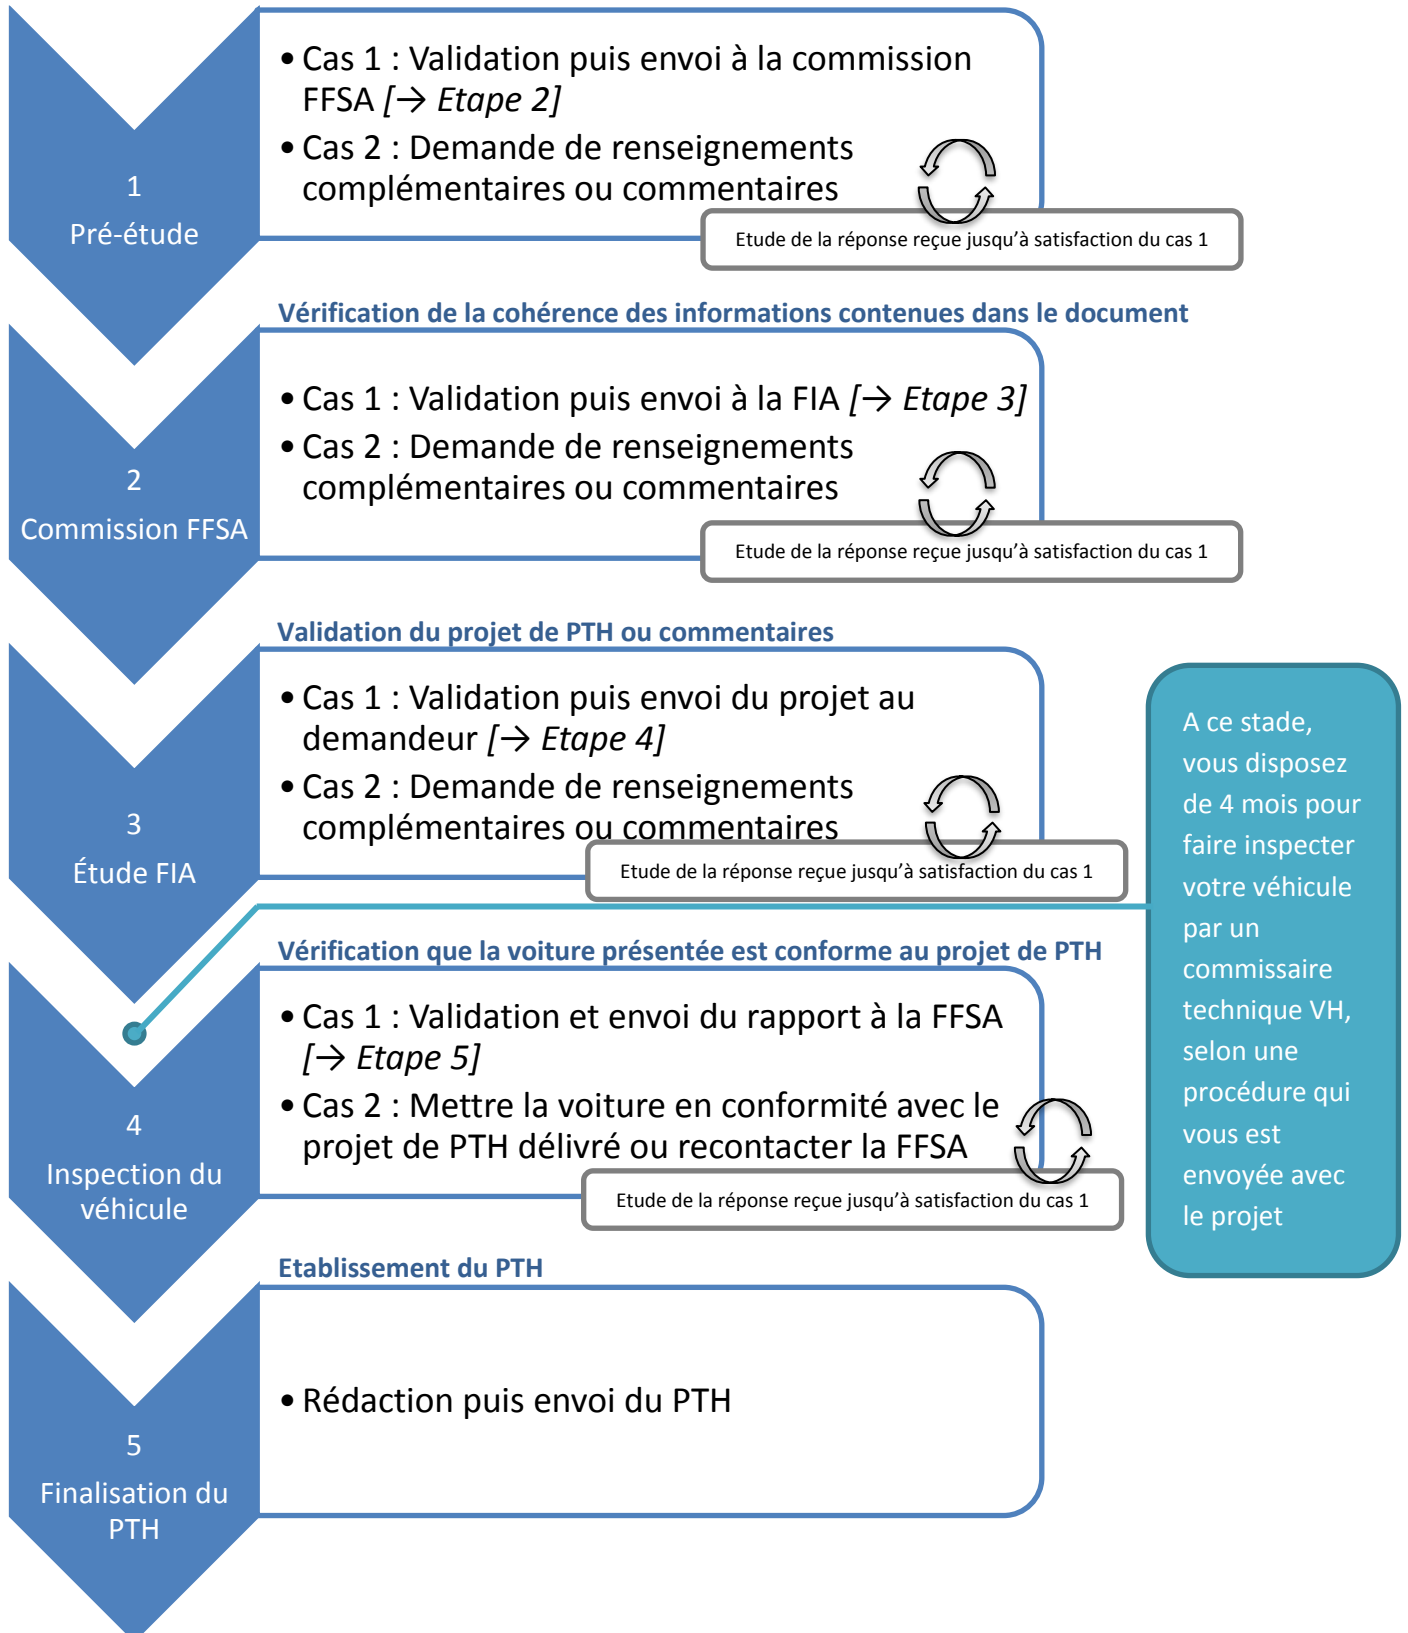 1
Pré-étude
• Cas 1 : Validation puis envoi à la commission
FFSA [→ Etape 2]
• Cas 2 : Demande de renseignements
complémentaires ou commentaires
Etude de la réponse reçue jusqu'à satisfaction du cas 1
Vérification de la cohérence des informations contenues dans le document
2
Commission FFSA
• Cas 1 : Validation puis envoi à la FIA [→ Etape 3]
• Cas 2 : Demande de renseignements
complémentaires ou commentaires
Etude de la réponse reçue jusqu'à satisfaction du cas 1
Validation du projet de PTH ou commentaires
3
Étude FIA
• Cas 1 : Validation puis envoi du projet au
demandeur [→ Etape 4]
• Cas 2 : Demande de renseignements
complémentaires ou commentaires
Etude de la réponse reçue jusqu'à satisfaction du cas 1
A ce stade,
vous disposez
de 4 mois pour
faire inspecter
votre véhicule
par un
commissaire
technique VH,
selon une
procédure qui
vous est
envoyée avec
le projet
Vérification que la voiture présentée est conforme au projet de PTH
4
Inspection du
véhicule
• Cas 1 : Validation et envoi du rapport à la FFSA
[→ Etape 5]
• Cas 2 : Mettre la voiture en conformité avec le
projet de PTH délivré ou recontacter la FFSA
Etude de la réponse reçue jusqu'à satisfaction du cas 1
Etablissement du PTH
5
Finalisation du
PTH
• Rédaction puis envoi du PTH